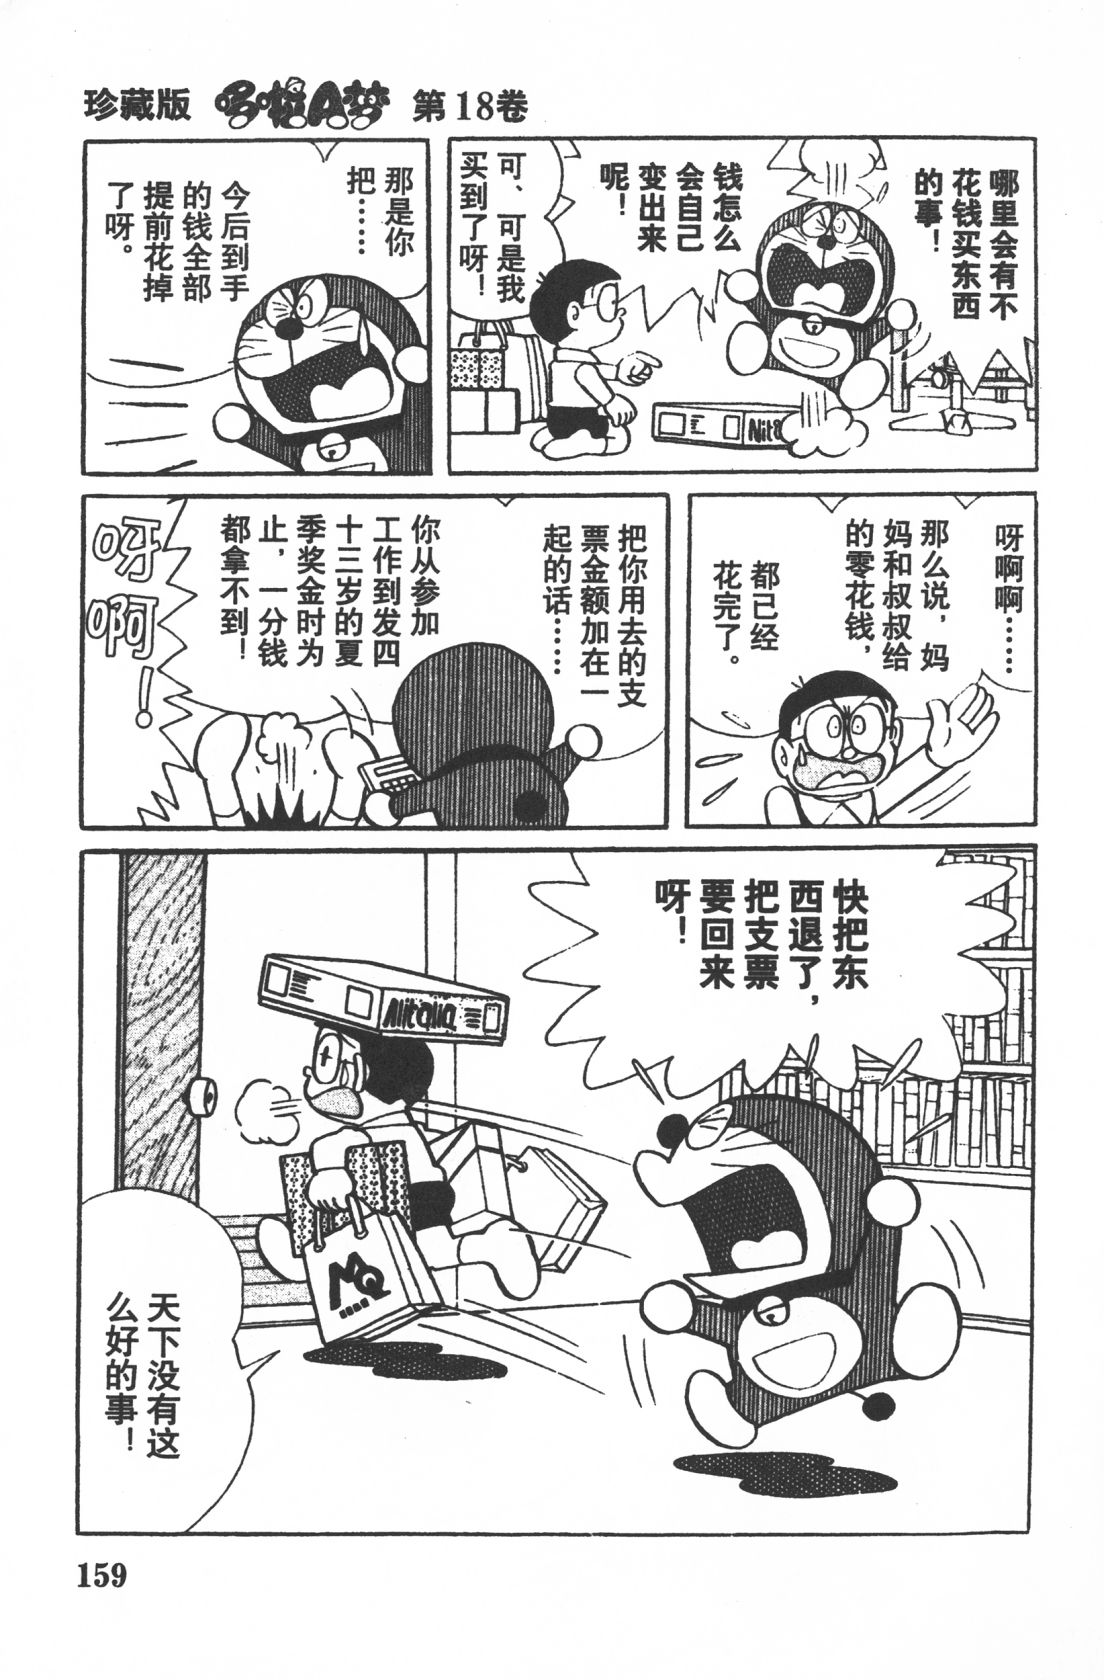 珍藏版 哆啦A梦 第18卷
哪里会有不
花钱买东西
的事！
钱怎么
会自己
变出来
呢！
可、可是我
买到了呀！
Nit
那是你
把……
今后到手
的钱全部
提前花掉
了呀。
呀啊啊……
那么说，妈
妈和叔叔给
的零花钱，
都已经
花完了。
把你用去的支
票金额加在一
起的话……
你从参加
工作到发四
十三岁的夏
季奖金时为
止，一分钱
都拿不到！
呀
啊！
快把东
西退了，
把支票
要回来
呀！
MQ
天下没有这
么好的事！
159